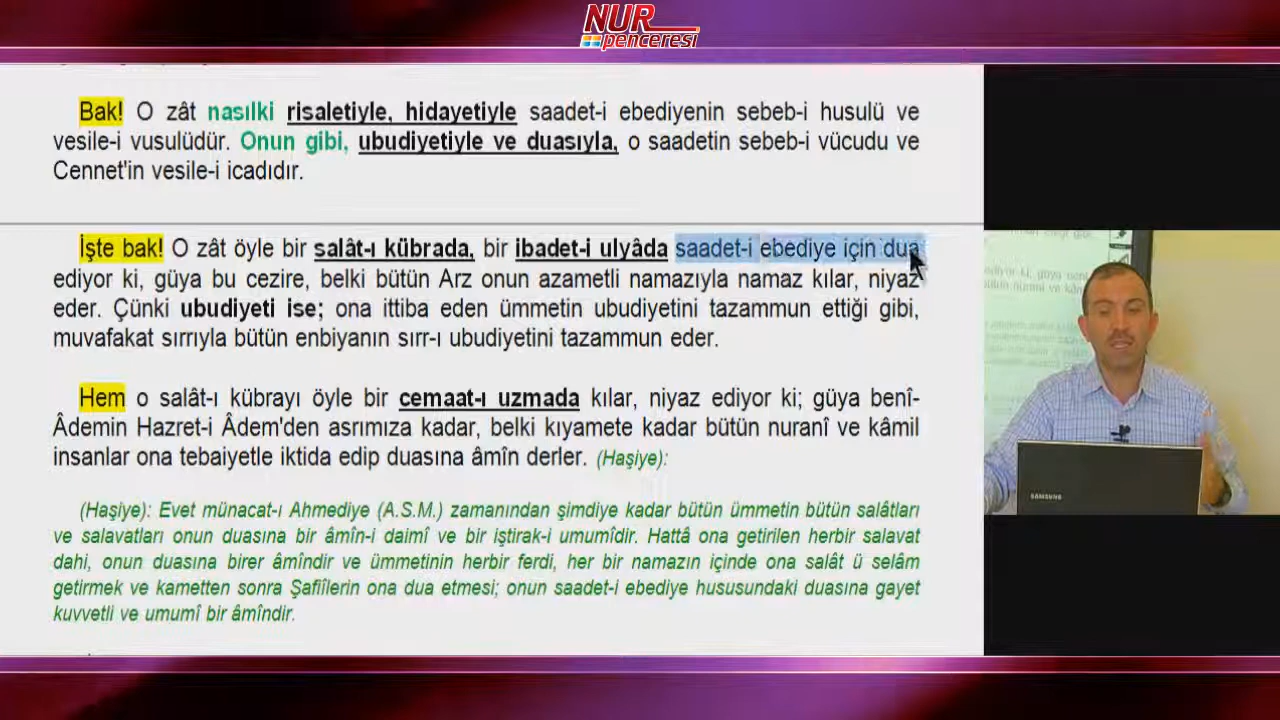 NUR
penceresi
Bak! O zât nasılki risaletiyle, hidayetiyle saadet-i ebediyenin sebeb-i husulü ve
vesile-i vusulüdür. Onun gibi, ubudiyetiyle ve duasıyla, o saadetin sebeb-i vücudu ve
Cennet'in vesile-i icadıdır.
İşte bak! O zât öyle bir salât-ı kübrada, bir ibadet-i ulyâda saadet-i ebediye için dua
ediyor ki, güya bu cezire, belki bütün Arz onun azametli namazıyla namaz kılar, niyaz
eder. Çünki ubudiyeti ise; ona ittiba eden ümmetin ubudiyetini tazammun ettiği gibi,
muvafakat sırrıyla bütün enbiyanın sırr-ı ubudiyetini tazammun eder.
Hem o salât-ı kübrayı öyle bir cemaat-ı uzmada kılar, niyaz ediyor ki; güya benî-
Âdemin Hazret-i Âdem'den asrımıza kadar, belki kıyamete kadar bütün nuranî ve kâmil
insanlar ona tebaiyetle iktida edip duasına âmîn derler. (Haşiye):
(Haşiye): Evet münacat-ı Ahmediye (A.S.M.) zamanından şimdiye kadar bütün ümmetin bütün salâtları
ve salavatları onun duasına bir âmîn-i daimî ve bir iştirak-i umumîdir. Hattâ ona getirilen herbir salavat
dahi, onun duasına birer âmîndir ve ümmetinin herbir ferdi, her bir namazın içinde ona salât ü selâm
getirmek ve kametten sonra Şafiîlerin ona dua etmesi; onun saadet-i ebediye hususundaki duasına gayet
kuvvetli ve umumî bir âmîndir.
SAMSUNG